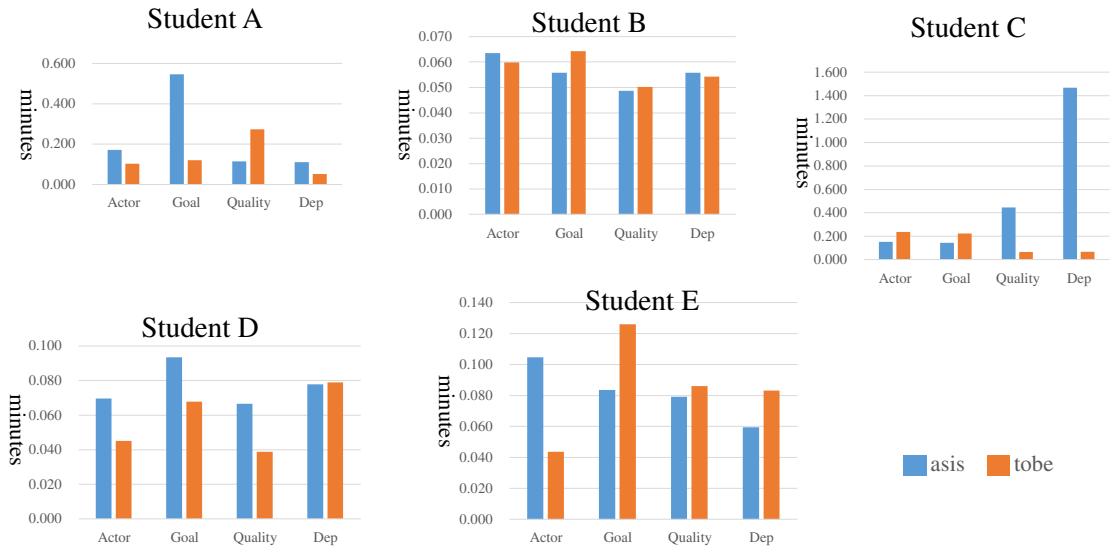 Student A
minutes
0.600
0.400
0.200
0.000
Actor Goal Quality Dep
Student B
minutes
0.070
0.060
0.050
0.040
0.030
0.020
0.010
0.000
Actor Goal Quality Dep
Student C
minutes
1.600
1.400
1.200
1.000
0.800
0.600
0.400
0.200
0.000
Actor Goal Quality Dep
Student D
minutes
0.100
0.080
0.060
0.040
0.020
0.000
Actor Goal Quality Dep
Student E
minutes
0.140
0.120
0.100
0.080
0.060
0.040
0.020
0.000
Actor Goal Quality Dep
asis tobe